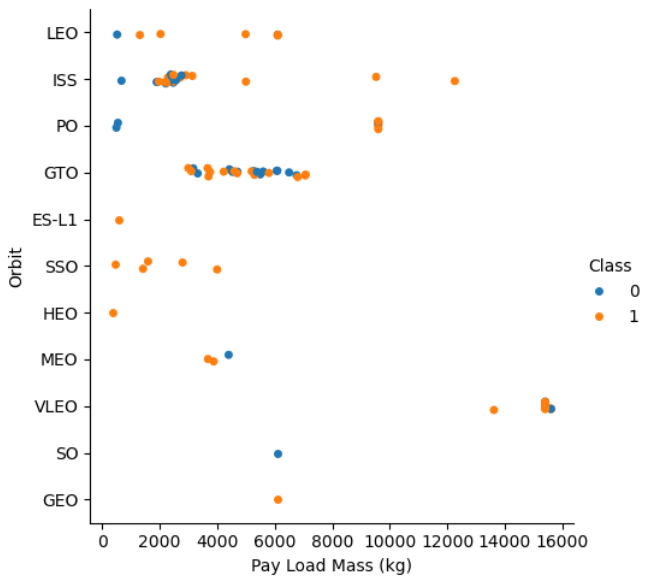 LEO
ISS
PO
GTO
ES-L1
SSO
HEO
MEO
VLEO
SO
GEO
Orbit
0 2000 4000 6000 8000 10000 12000 14000 16000
Pay Load Mass (kg)
Class
0
1